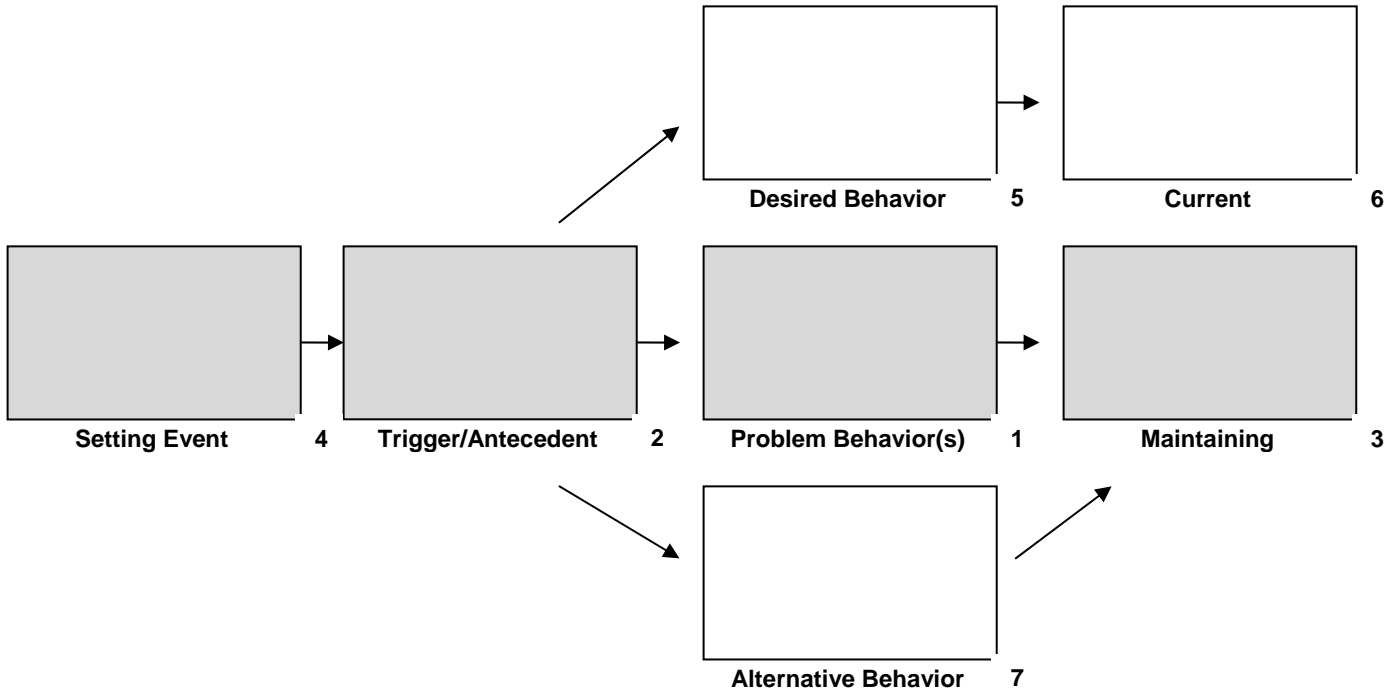 Desired Behavior 5 Current 6
Setting Event 4 Trigger/Antecedent 2 Problem Behavior(s) 1 Maintaining 3
Alternative Behavior 7